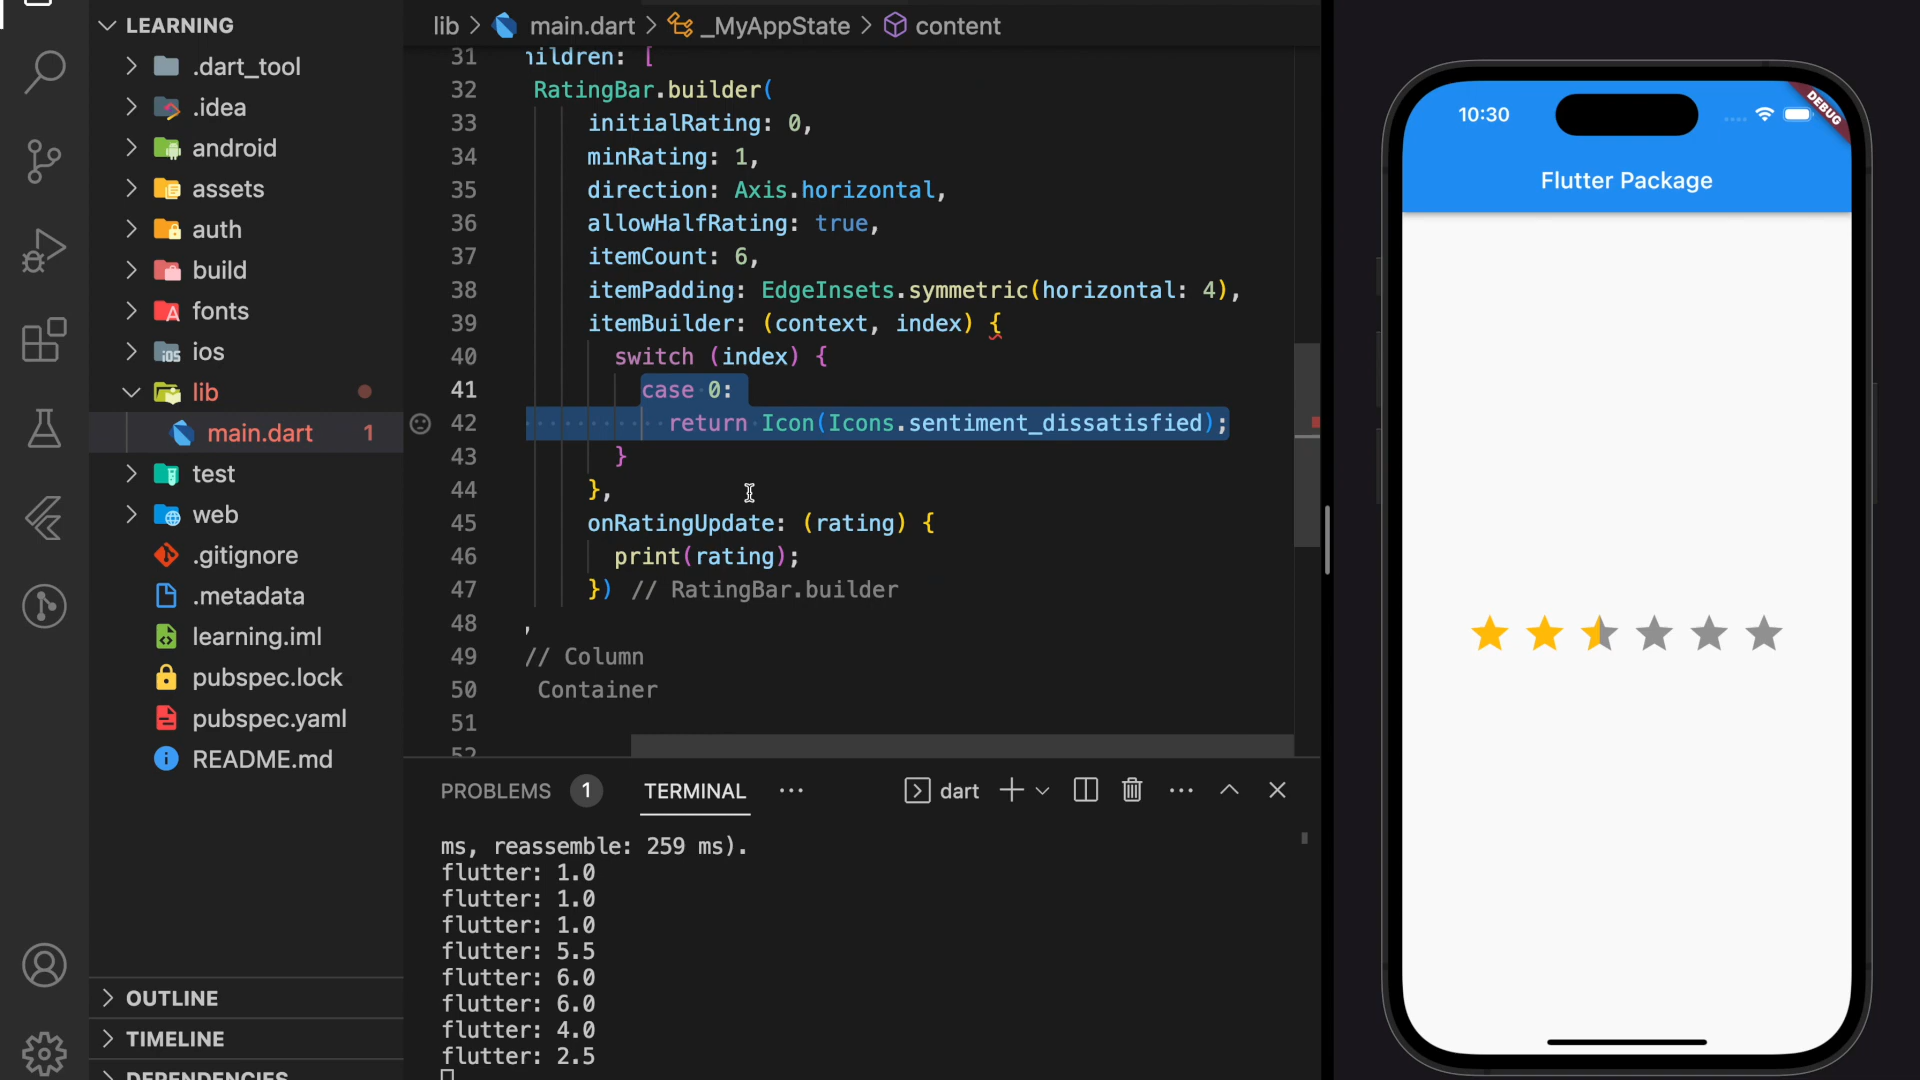 LEARNING
.dart_tool
.idea
android
assets
auth
build
fonts
ios
lib
main.dart 1
test
web
.gitignore
.metadata
learning.iml
pubspec.lock
pubspec.yaml
README.md
OUTLINE
TIMELINE
DEPENDENCIES
lib > main.dart > _MyAppState > content
31 hildren: [
32 RatingBar.builder(
33 initialRating: 0,
34 minRating: 1,
35 direction: Axis.horizontal,
36 allowHalfRating: true,
37 itemCount: 6,
38 itemPadding: EdgeInsets.symmetric(horizontal: 4),
39 itemBuilder: (context, index) {
40 switch (index) {
41 case 0:
42 return Icon(Icons.sentiment_dissatisfied);
43 }
44 },
45 onRatingUpdate: (rating) {
46 print(rating);
47 }) // RatingBar.builder
48 ,
49 // Column
50 Container
51
52
PROBLEMS 1 TERMINAL ··· dart
ms, reassemble: 259 ms).
flutter: 1.0
flutter: 1.0
flutter: 1.0
flutter: 5.5
flutter: 6.0
flutter: 6.0
flutter: 4.0
flutter: 2.5
10:30
DEBUG
Flutter Package